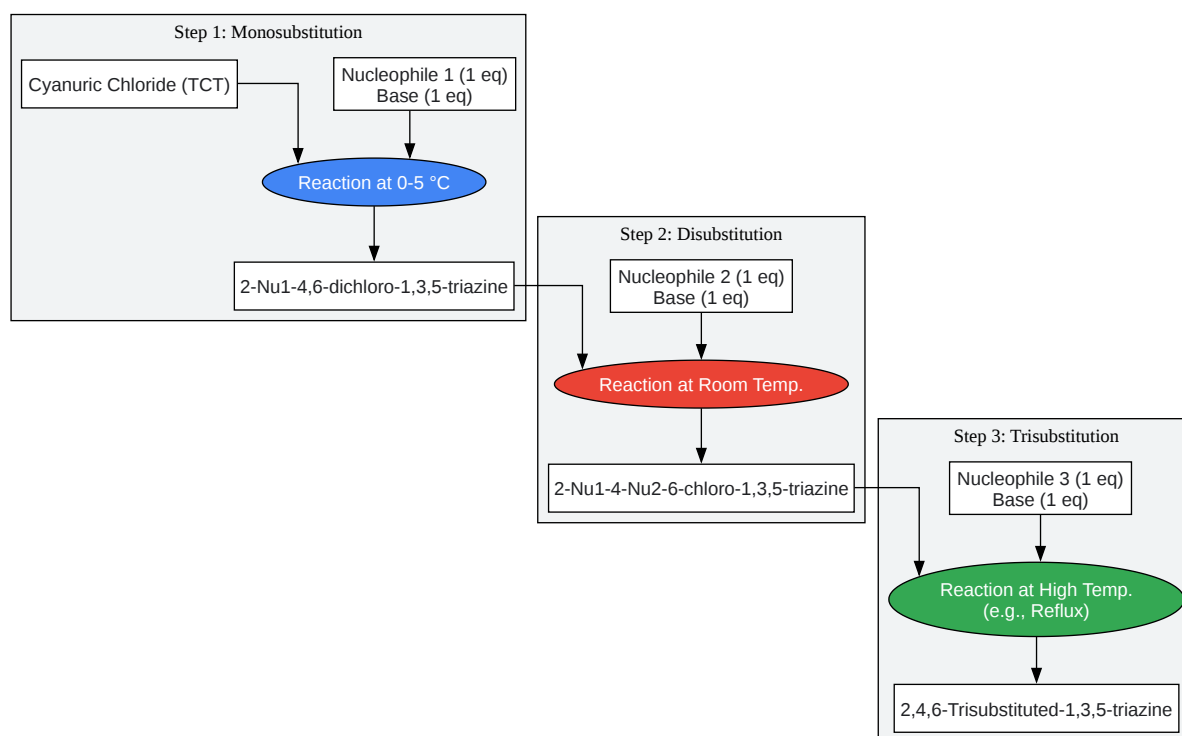 Step 1: Monosubstitution
Cyanuric Chloride (TCT)
Nucleophile 1 (1 eq)
Base (1 eq)
Reaction at 0-5 °C
2-Nu1-4,6-dichloro-1,3,5-triazine
Step 2: Disubstitution
Nucleophile 2 (1 eq)
Base (1 eq)
Reaction at Room Temp.
2-Nu1-4-Nu2-6-chloro-1,3,5-triazine
Step 3: Trisubstitution
Nucleophile 3 (1 eq)
Base (1 eq)
Reaction at High Temp.
(e.g., Reflux)
2,4,6-Trisubstituted-1,3,5-triazine